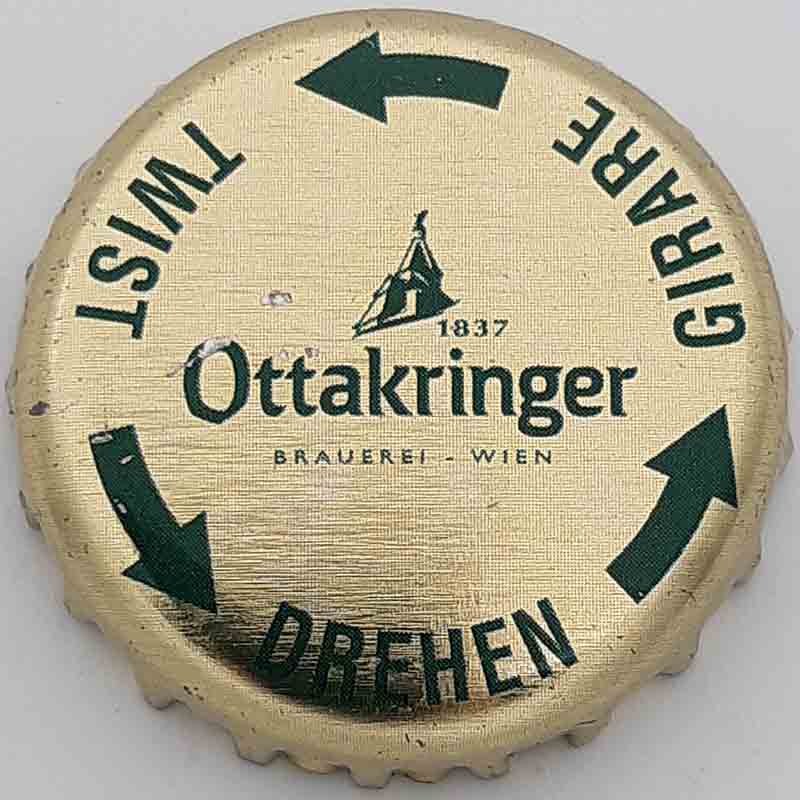 TWIST
GIRARE
1837
Ottakringer
BRAUEREI - WIEN
DREHEN